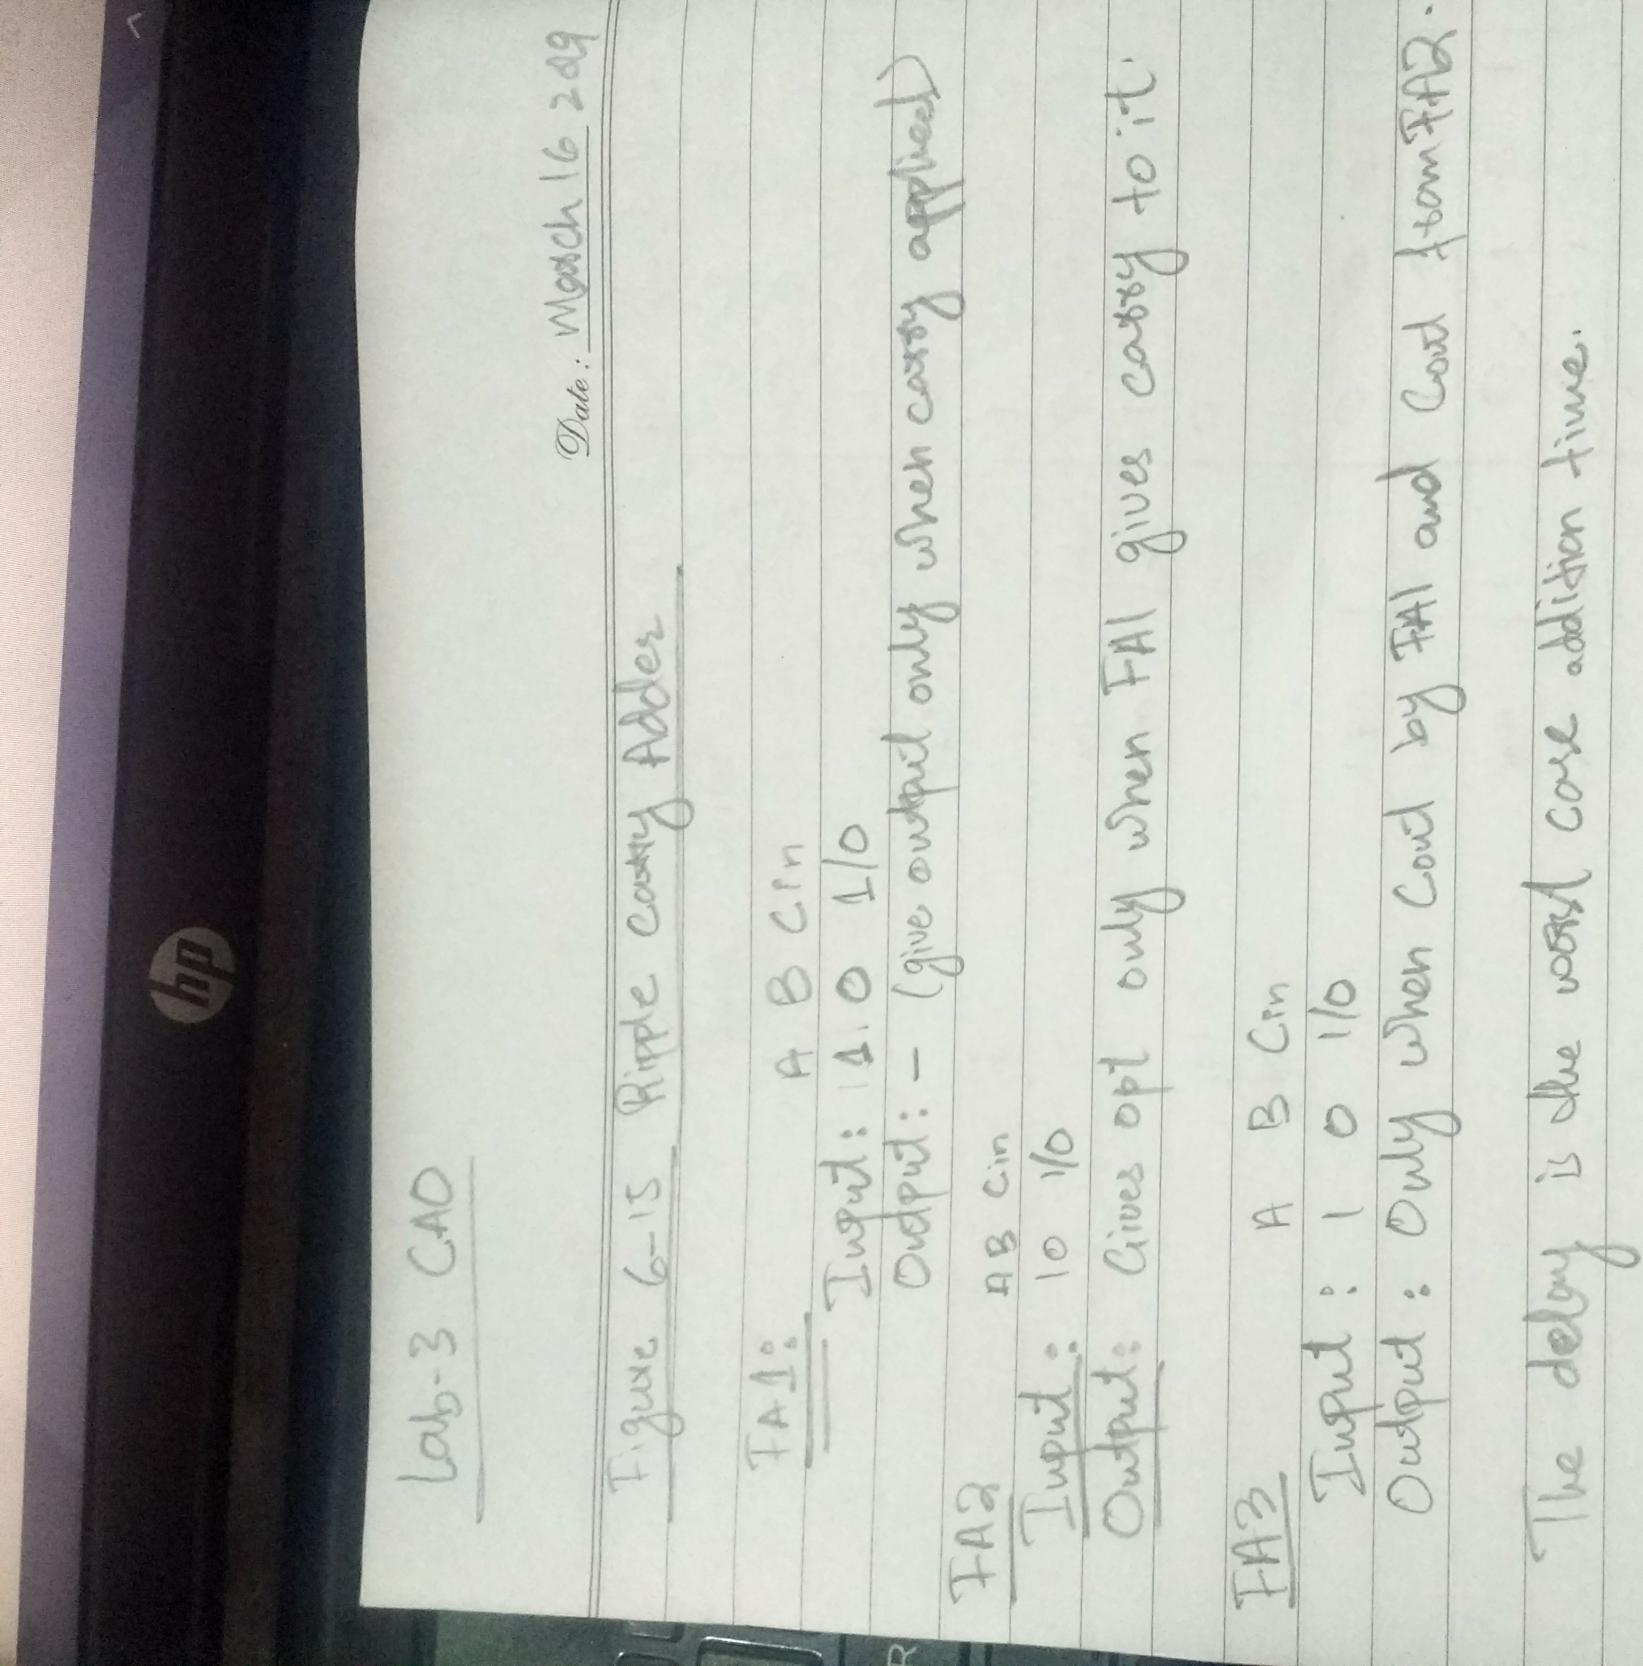 hp
Lab-3 CAO
Date: March 16 2019
Figure 6-15 Ripple carry Adder
FA1:
A B Cin
Input: 1 0 1/0
Output: - (give output only when carry applied)
FA2
A B Cin
Input: 1 0 1/0
Output: Gives opt only when FA1 gives carry to it.
FA3
A B Cin
Input: 1 0 1/0
Output: Only when Cout by FA1 and Cout from FA2.
The delay is the worst case addition time.
R